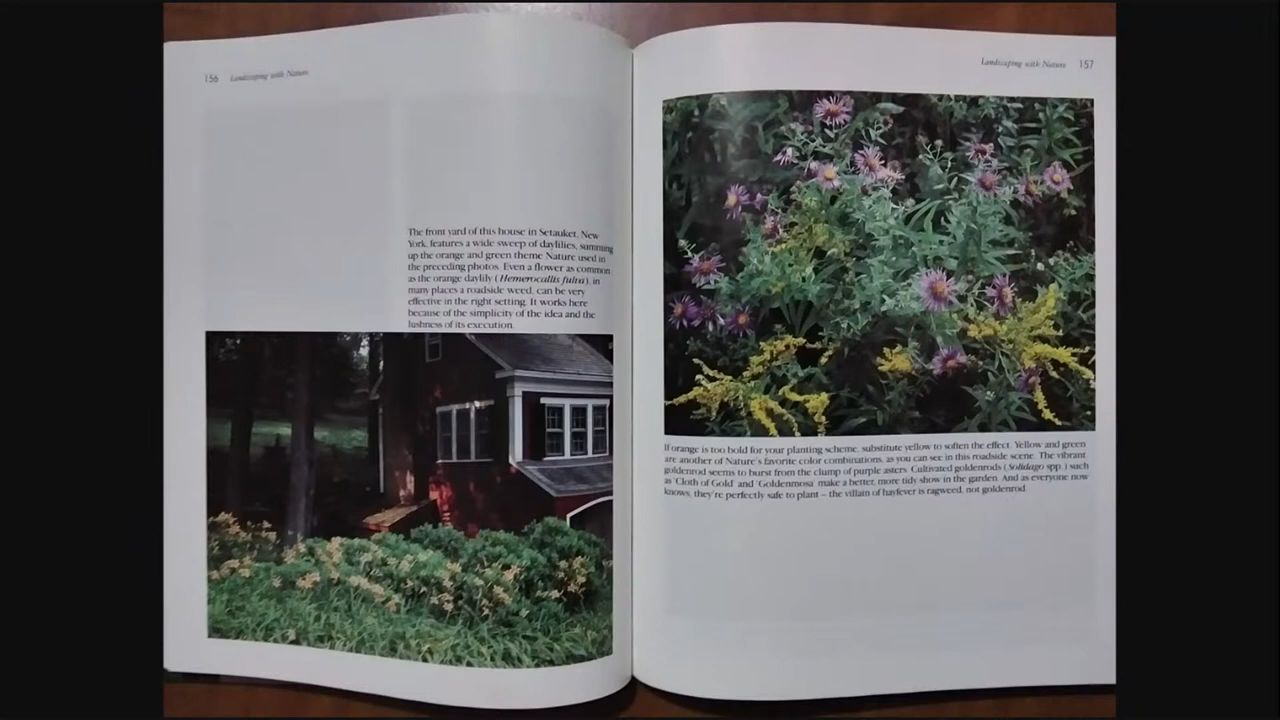 156 Landscaping with Nature
The front yard of this house in Setauket, New
York, features a wide sweep of daylilies, summing
up the orange and green theme Nature used in
the preceding photos. Even a flower as common
as the orange daylily (Hemerocallis fulva), in
many places a roadside weed, can be very
effective in the right setting. It works here
because of the simplicity of the idea and the
lushness of its execution.
Landscaping with Nature 157
If orange is too bold for your planting scheme, substitute yellow to soften the effect. Yellow and green
are another of Nature's favorite color combinations, as you can see in this roadside scene. The vibrant
goldenrod seems to burst from the clump of purple asters. Cultivated goldenrods (Solidago spp.) such
as 'Cloth of Gold' and 'Goldenmosa' make a better, more tidy show in the garden. And as everyone now
knows, they're perfectly safe to plant – the villain of hayfever is ragweed, not goldenrod.